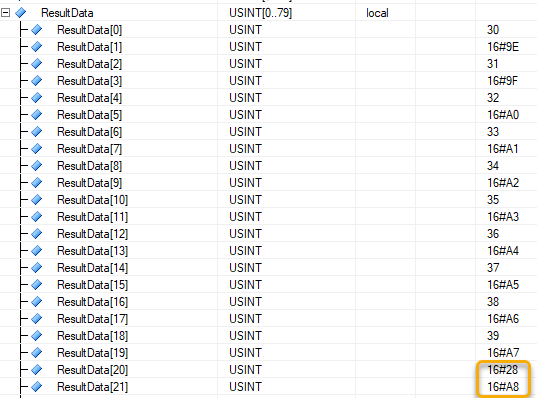 ResultData USINT[0..79] local
ResultData[0] USINT 30
ResultData[1] USINT 16#9E
ResultData[2] USINT 31
ResultData[3] USINT 16#9F
ResultData[4] USINT 32
ResultData[5] USINT 16#A0
ResultData[6] USINT 33
ResultData[7] USINT 16#A1
ResultData[8] USINT 34
ResultData[9] USINT 16#A2
ResultData[10] USINT 35
ResultData[11] USINT 16#A3
ResultData[12] USINT 36
ResultData[13] USINT 16#A4
ResultData[14] USINT 37
ResultData[15] USINT 16#A5
ResultData[16] USINT 38
ResultData[17] USINT 16#A6
ResultData[18] USINT 39
ResultData[19] USINT 16#A7
ResultData[20] USINT 16#28
ResultData[21] USINT 16#A8